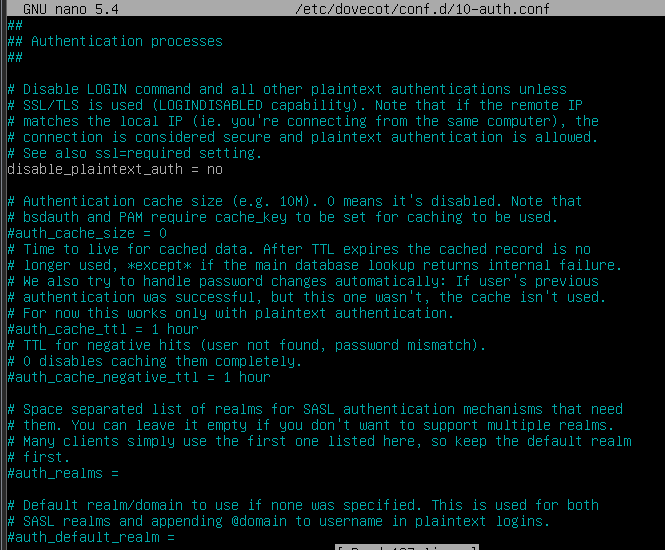 GNU nano 5.4 /etc/dovecot/conf.d/10-auth.conf
##
## Authentication processes
##
# Disable LOGIN command and all other plaintext authentications unless
# SSL/TLS is used (LOGINDISABLED capability). Note that if the remote IP
# matches the local IP (ie. you're connecting from the same computer), the
# connection is considered secure and plaintext authentication is allowed.
# See also ssl=required setting.
disable_plaintext_auth = no
# Authentication cache size (e.g. 10M). 0 means it's disabled. Note that
# bsdauth and PAM require cache_key to be set for caching to be used.
#auth_cache_size = 0
# Time to live for cached data. After TTL expires the cached record is no
# longer used, *except* if the main database lookup returns internal failure.
# We also try to handle password changes automatically: If user's previous
# authentication was successful, but this one wasn't, the cache isn't used.
# For now this works only with plaintext authentication.
#auth_cache_ttl = 1 hour
# TTL for negative hits (user not found, password mismatch).
# 0 disables caching them completely.
#auth_cache_negative_ttl = 1 hour
# Space separated list of realms for SASL authentication mechanisms that need
# them. You can leave it empty if you don't want to support multiple realms.
# Many clients simply use the first one listed here, so keep the default realm
# first.
#auth_realms =
# Default realm/domain to use if none was specified. This is used for both
# SASL realms and appending @domain to username in plaintext logins.
#auth_default_realm =